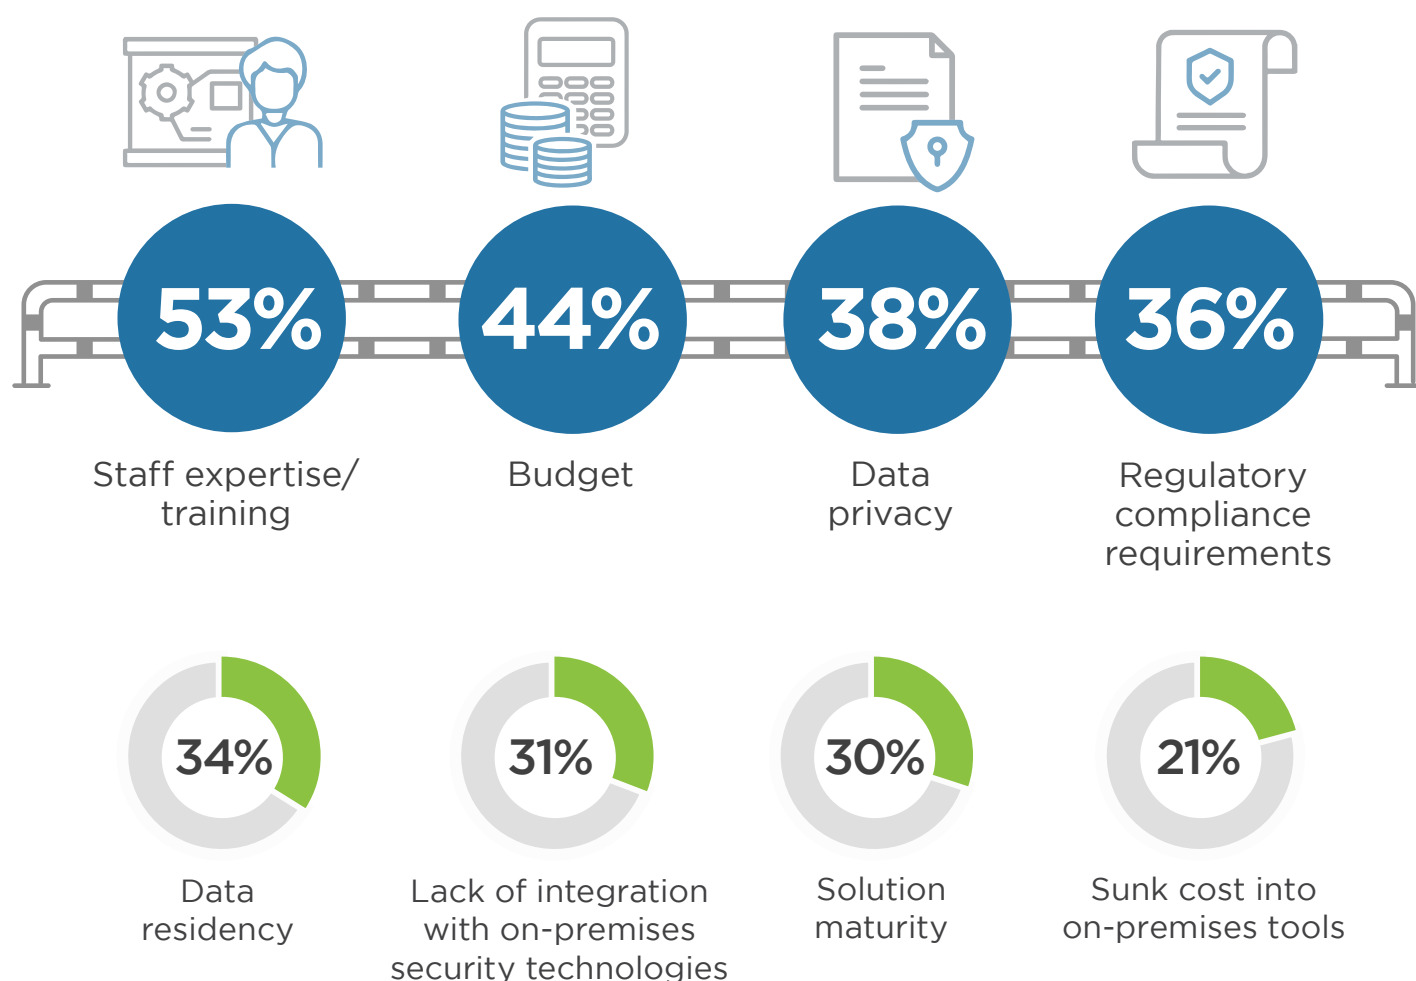 53%
44%
38%
36%
Staff expertise/
training
Budget
Data
privacy
Regulatory
compliance
requirements
34%
31%
30%
21%
Data
residency
Lack of integration
with on-premises
security technologies
Solution
maturity
Sunk cost into
on-premises tools